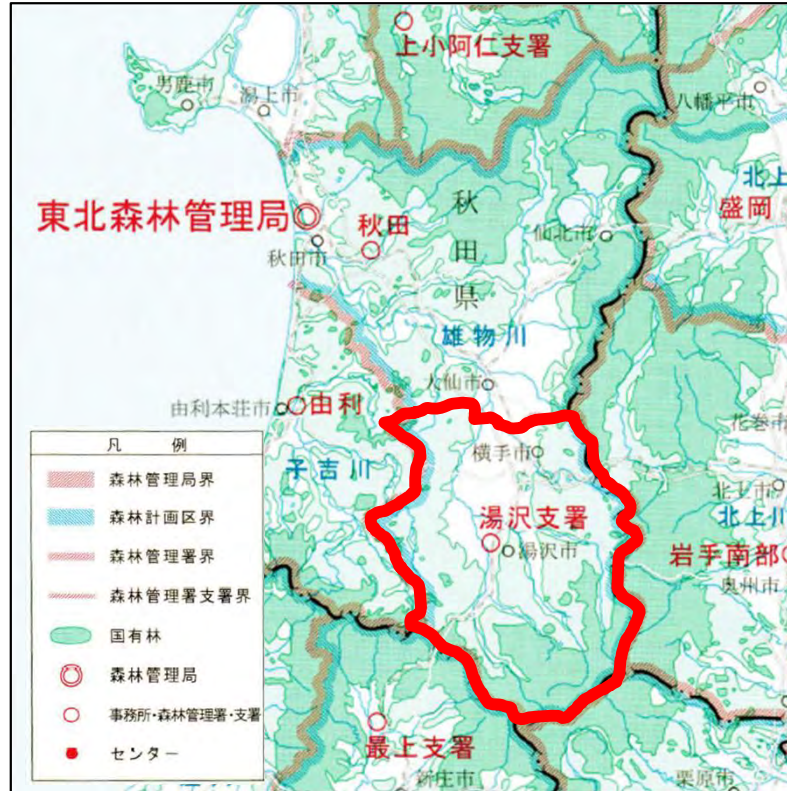 上小阿仁支署
男鹿市
潟上市
八幡平市
北上
盛岡
東北森林管理局
秋田
秋田市
秋田県
仙北市
雄物川
大仙市
由利本荘市
由利
子吉川
横手市
花巻市
北上市
北上川
湯沢支署
湯沢市
岩手南部
奥州市
最上支署
新庄市
栗原市
凡 例
森林管理局界
森林計画区界
森林管理署界
森林管理署支署界
国有林
森林管理局
事務所・森林管理署・支署
センター